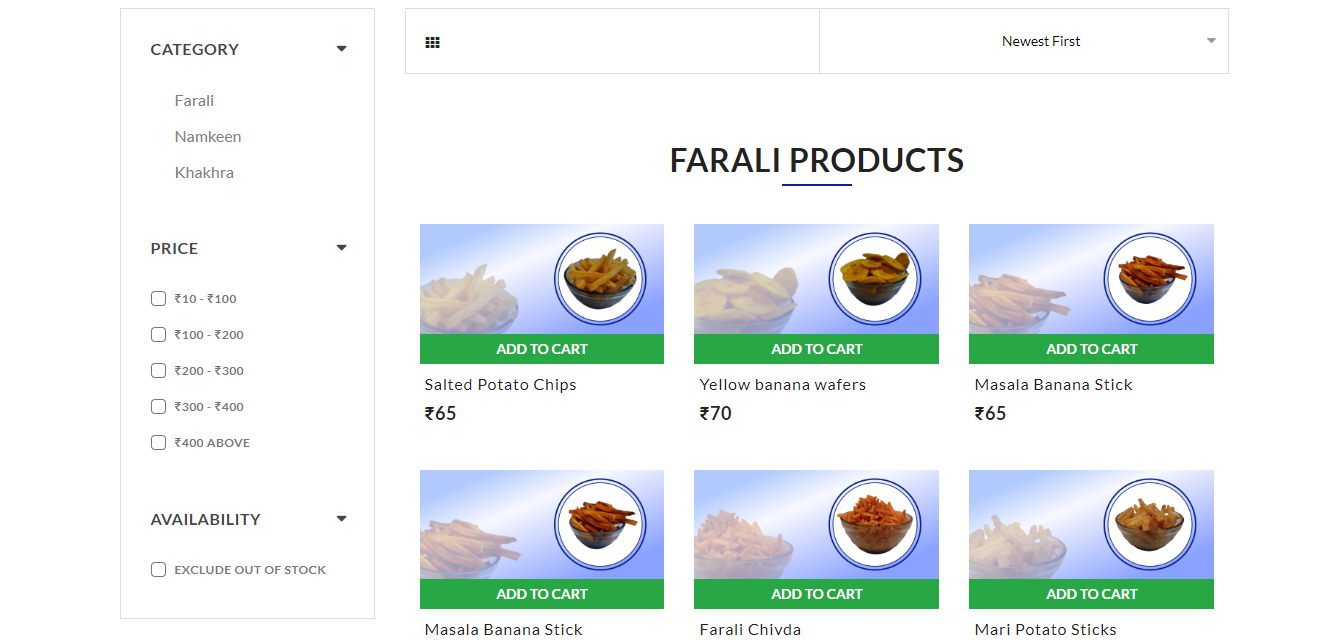 CATEGORY
Farali
Namkeen
Khakhra
PRICE
₹10 - ₹100
₹100 - ₹200
₹200 - ₹300
₹300 - ₹400
₹400 ABOVE
AVAILABILITY
EXCLUDE OUT OF STOCK
Newest First
FARALI PRODUCTS
ADD TO CART
Salted Potato Chips
₹65
ADD TO CART
Yellow banana wafers
₹70
ADD TO CART
Masala Banana Stick
₹65
ADD TO CART
Masala Banana Stick
ADD TO CART
Farali Chivda
ADD TO CART
Mari Potato Sticks